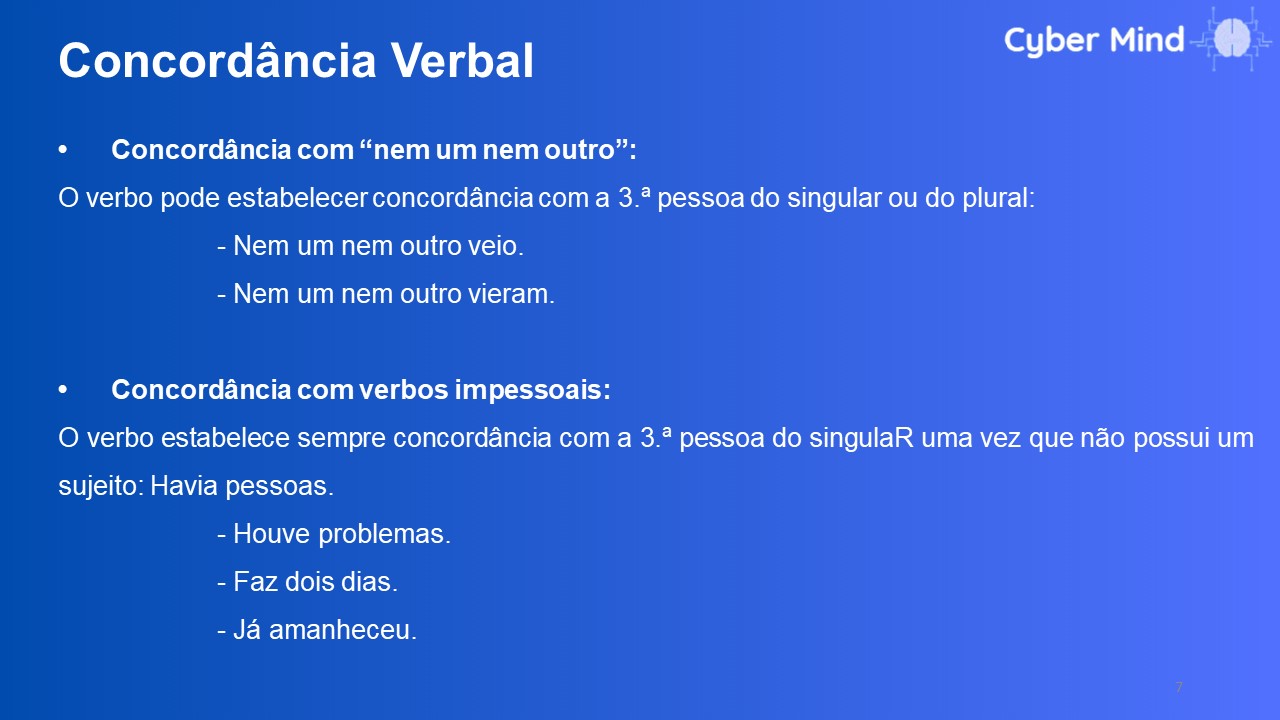 Concordância Verbal
Cyber Mind
• Concordância com “nem um nem outro”:
O verbo pode estabelecer concordância com a 3.ª pessoa do singular ou do plural:
- Nem um nem outro veio.
- Nem um nem outro vieram.
• Concordância com verbos impessoais:
O verbo estabelece sempre concordância com a 3.ª pessoa do singulaR uma vez que não possui um
sujeito: Havia pessoas.
- Houve problemas.
- Faz dois dias.
- Já amanheceu.
7